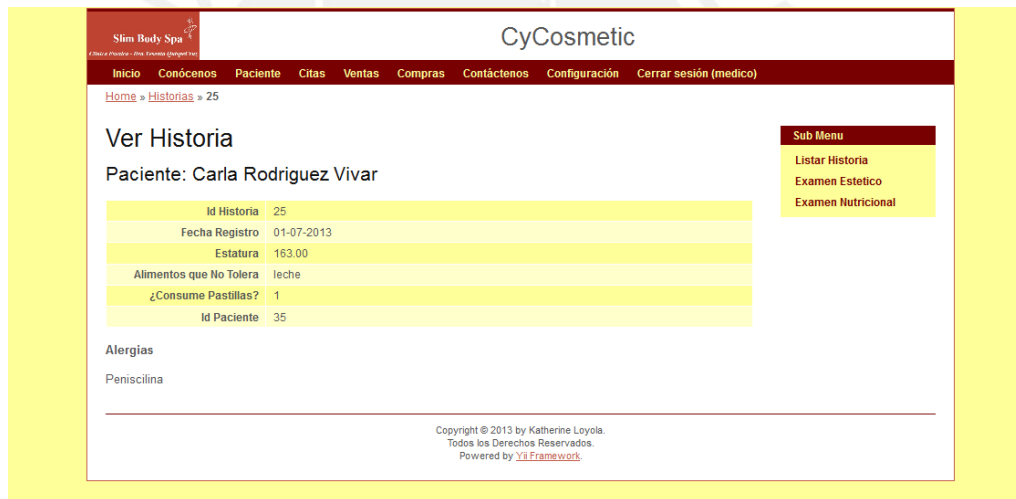 Slim Body Spa
CyCosmetic
Inicio Conócenos Paciente Citas Ventas Compras Contáctenos Configuración Cerrar sesión (medico)
Home » Historias » 25
Ver Historia
Paciente: Carla Rodriguez Vivar
Id Historia 25
Fecha Registro 01-07-2013
Estatura 163.00
Alimentos que No Tolera leche
¿Consume Pastillas? 1
Id Paciente 35
Alergias
Peniscilina
Sub Menu
Listar Historia
Examen Estetico
Examen Nutricional
Copyright © 2013 by Katherine Loyola.
Todos los Derechos Reservados.
Powered by Yii Framework.